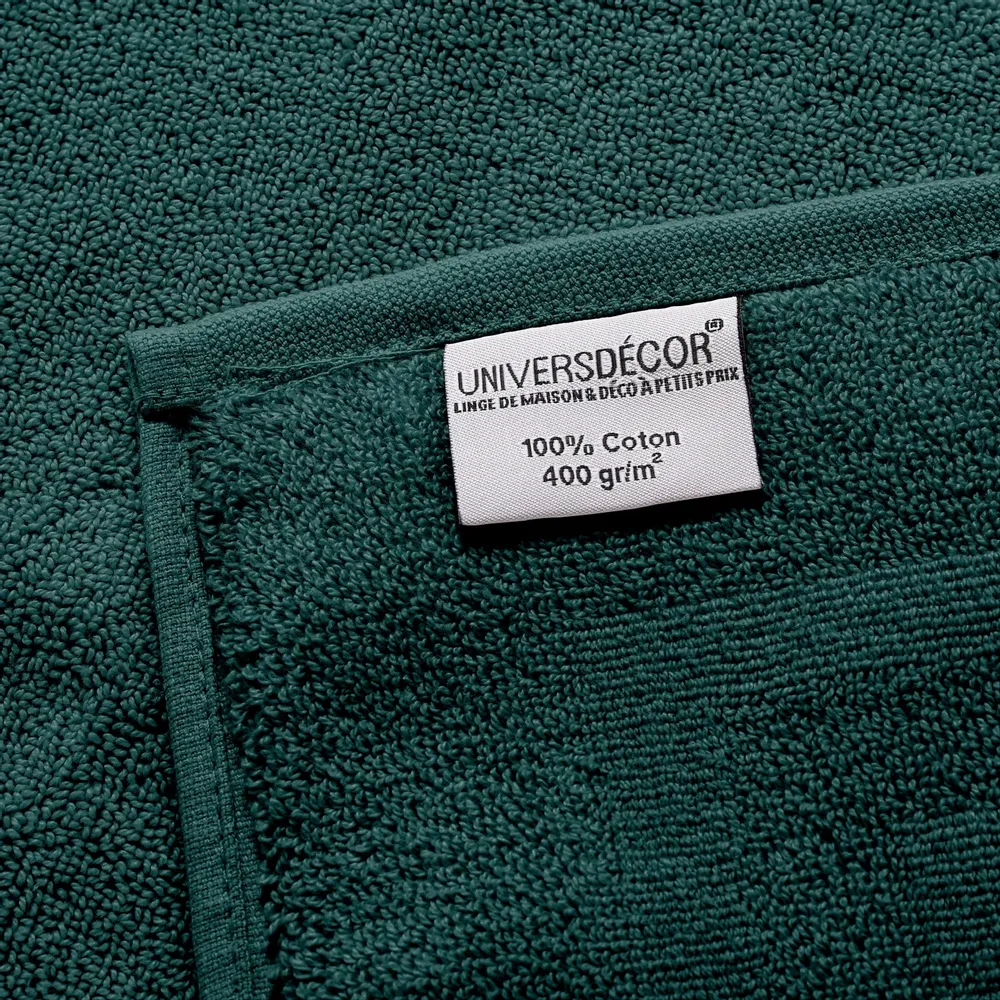 UNIVERSDÉCOR®
LINGE DE MAISON & DÉCO À PETITS PRIX
100% Coton
400 gr/m²